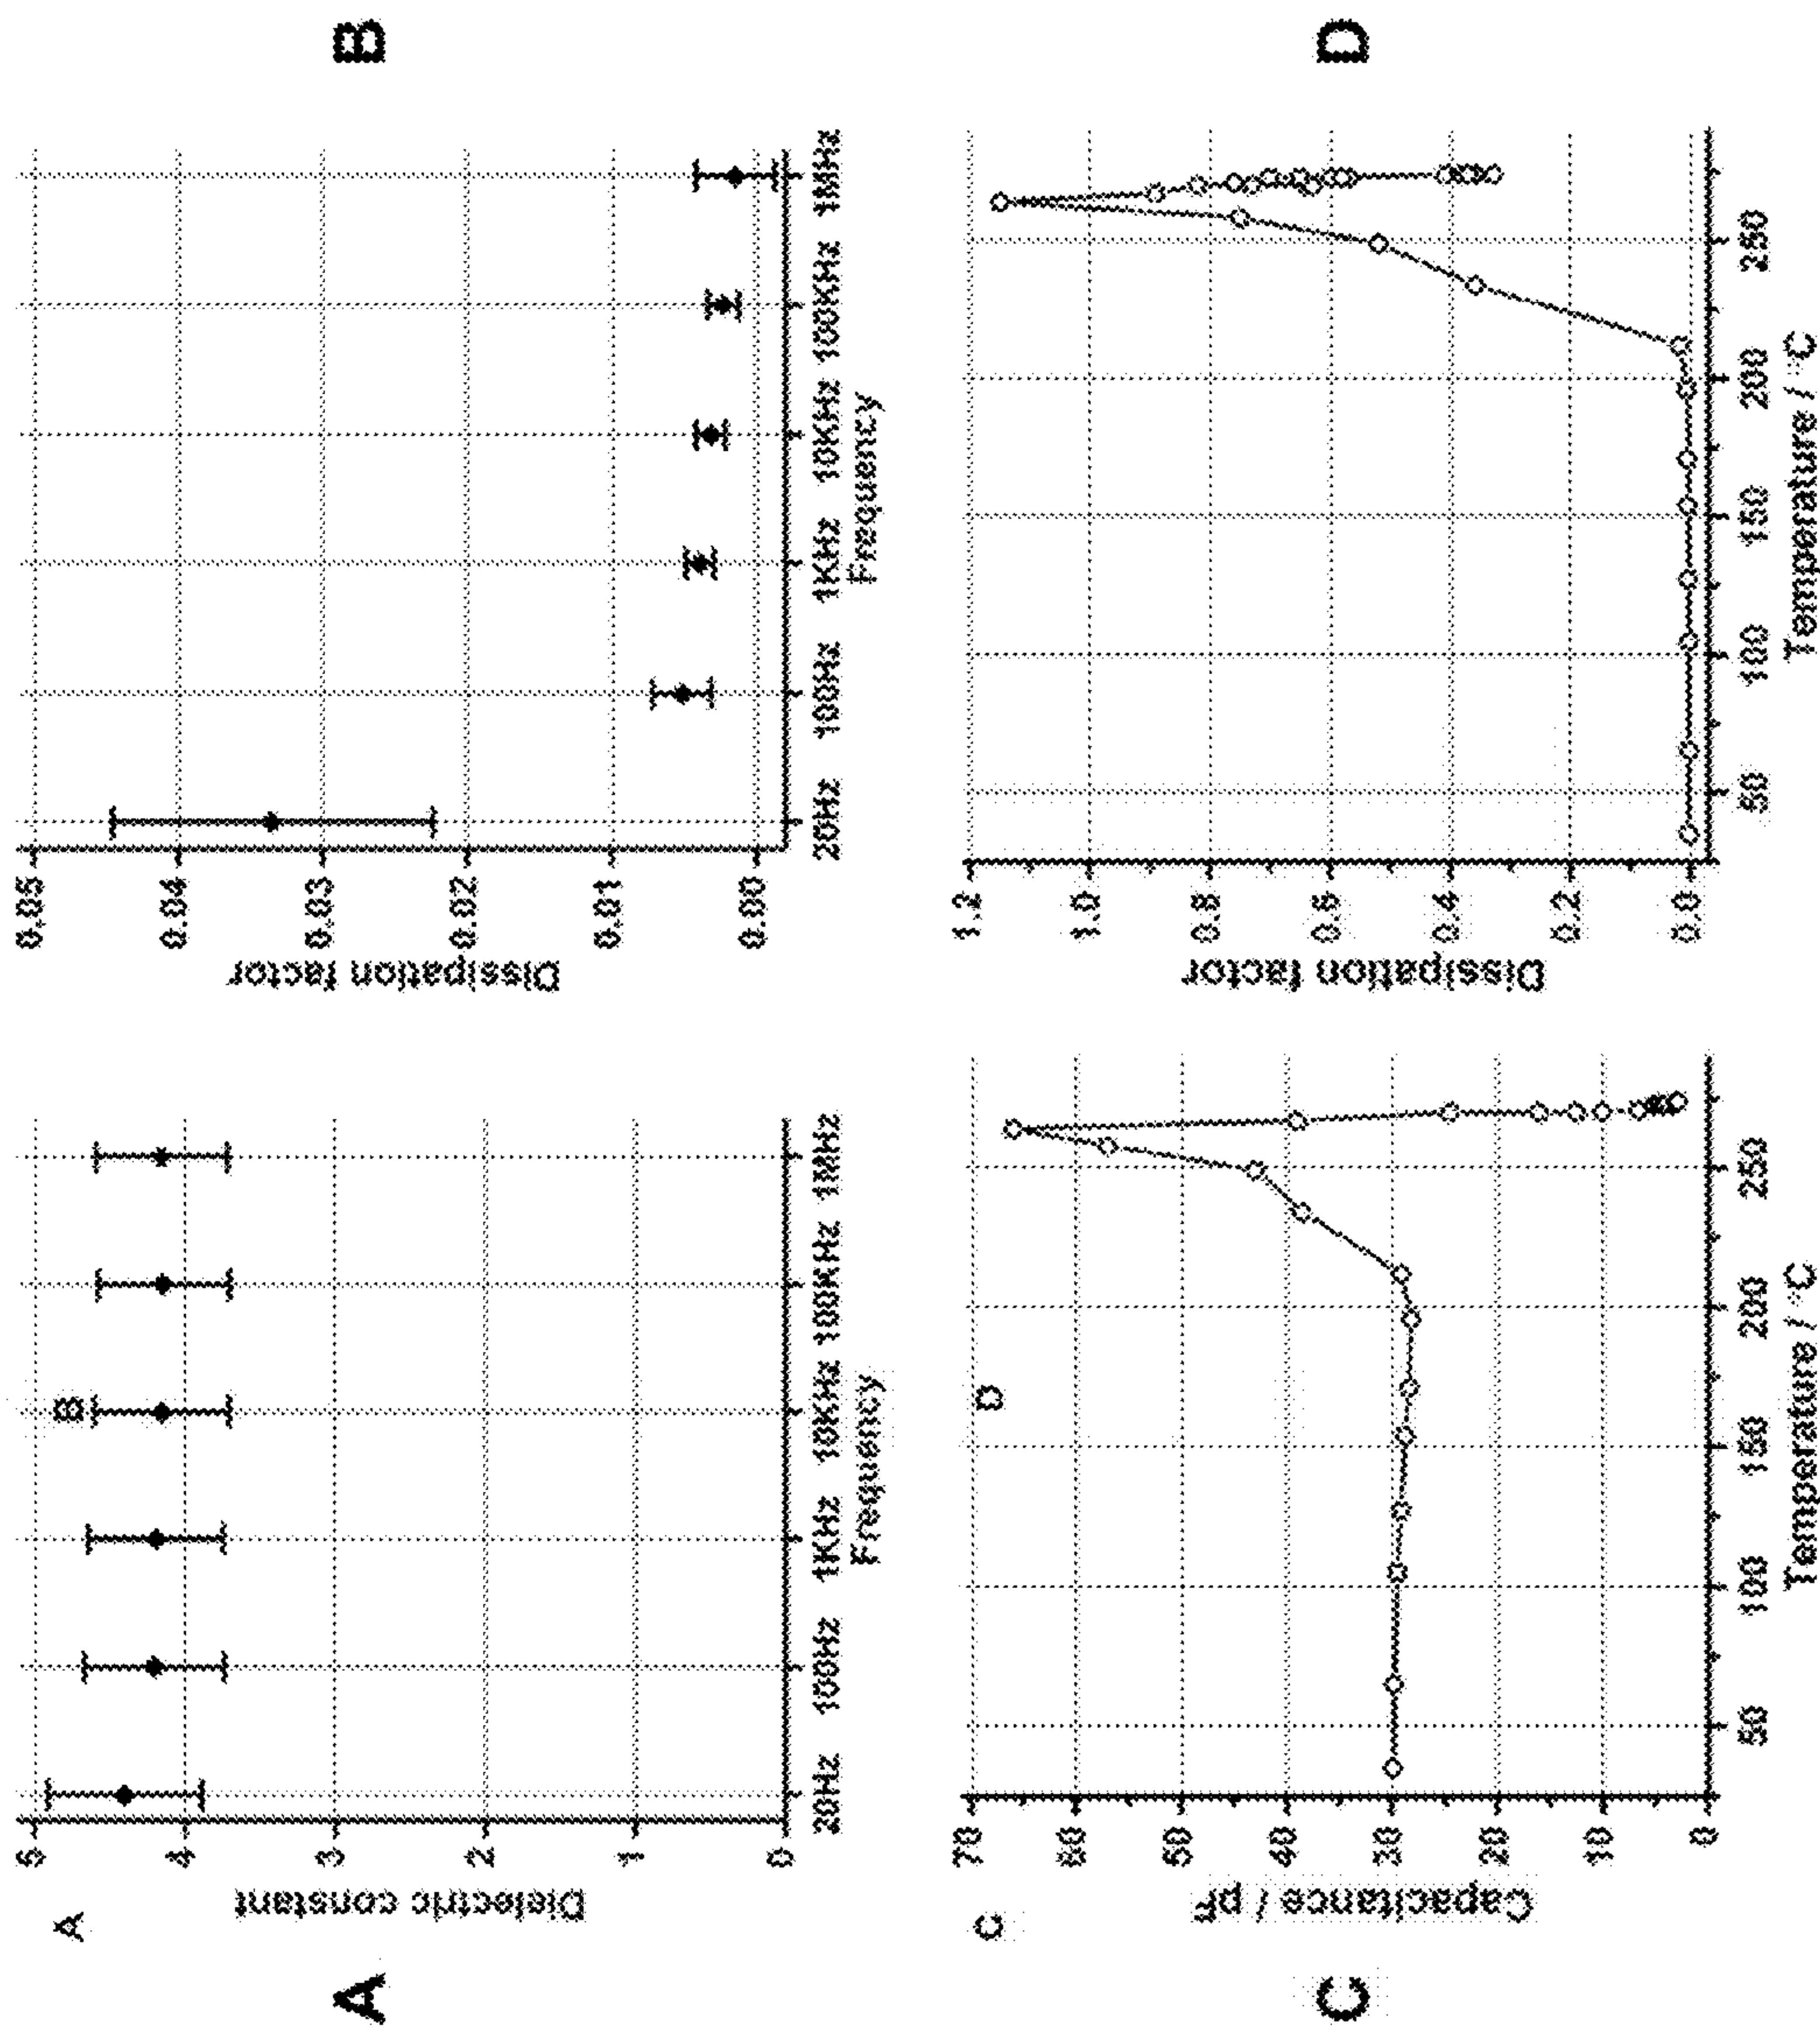 A
A
B
5
4
3
2
1
0
Dielectric constant
20Hz 100Hz 1KHz 10KHz 100KHz 1MHz
Frequency
B
0.05
0.04
0.03
0.02
0.01
0.00
Dissipation factor
20Hz 100Hz 1KHz 10KHz 100KHz 1MHz
Frequency
C
C
D
70
60
50
40
30
20
10
0
Capacitance / pF
50 100 150 200 250
Temperature / °C
D
1.2
1.0
0.8
0.6
0.4
0.2
0.0
Dissipation factor
50 100 150 200 250
Temperature / °C